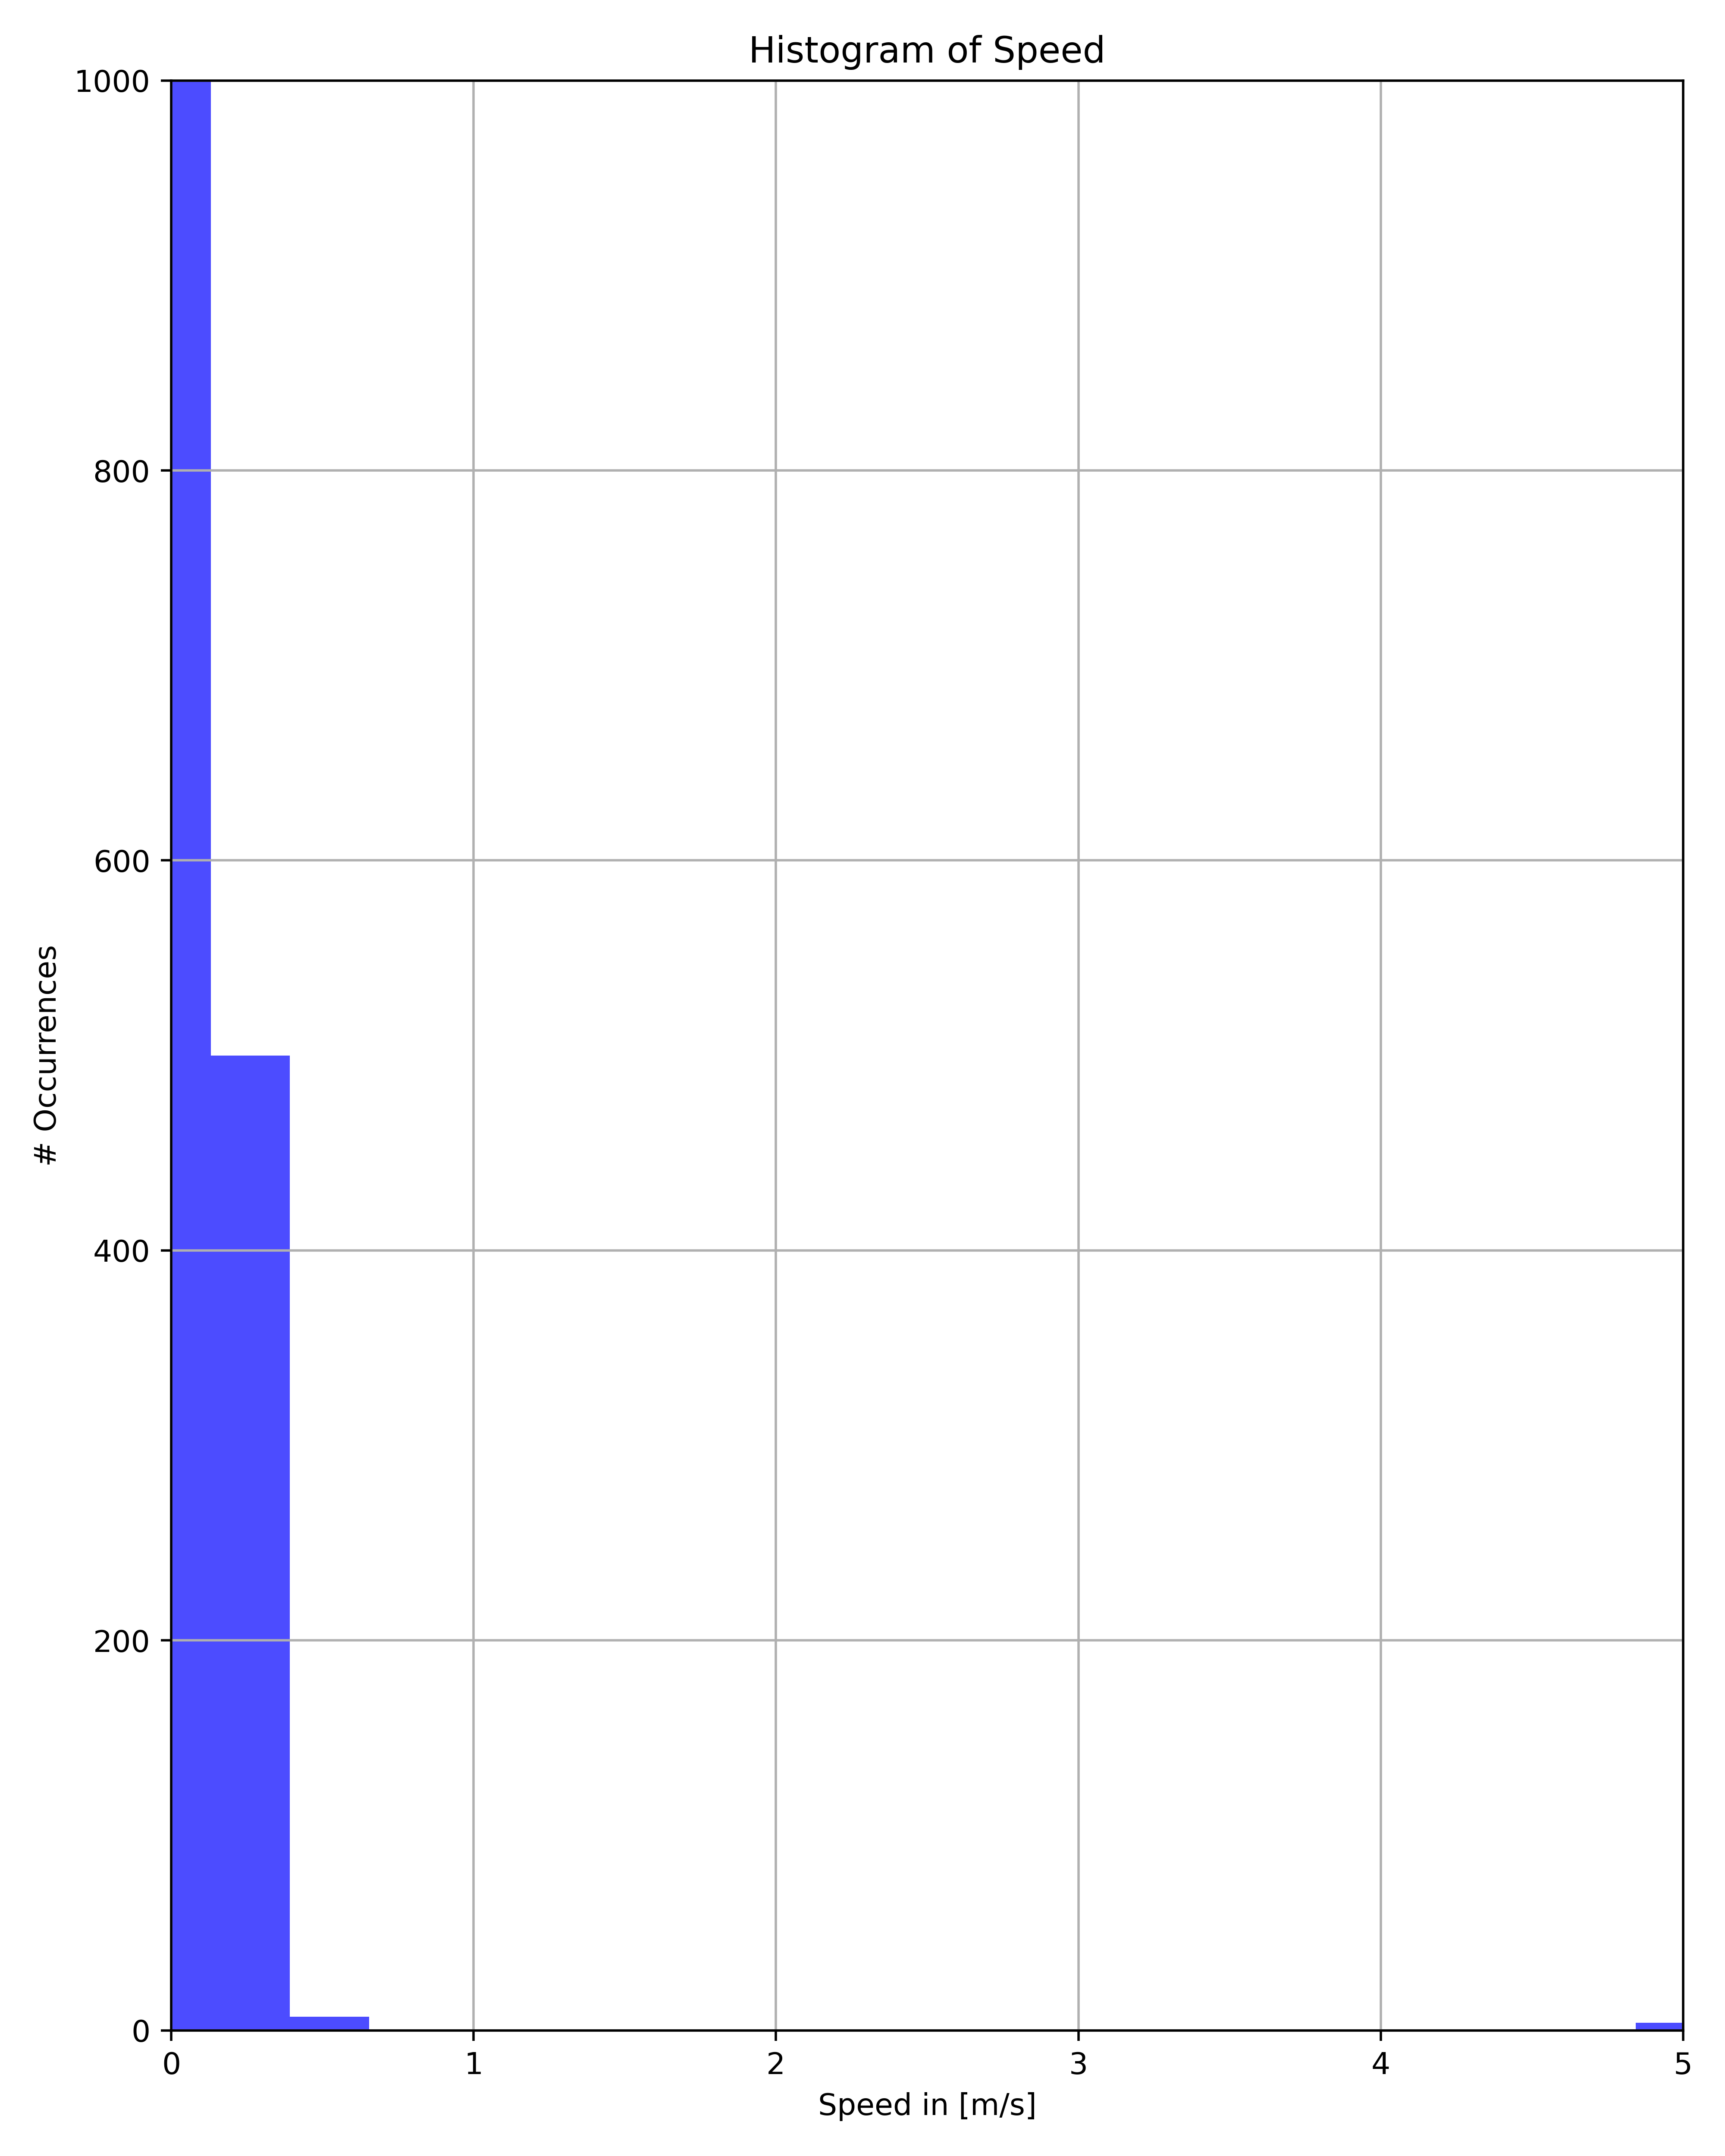 Histogram of Speed
1000
800
600
400
200
0
# Occurrences
0 1 2 3 4 5
Speed in [m/s]